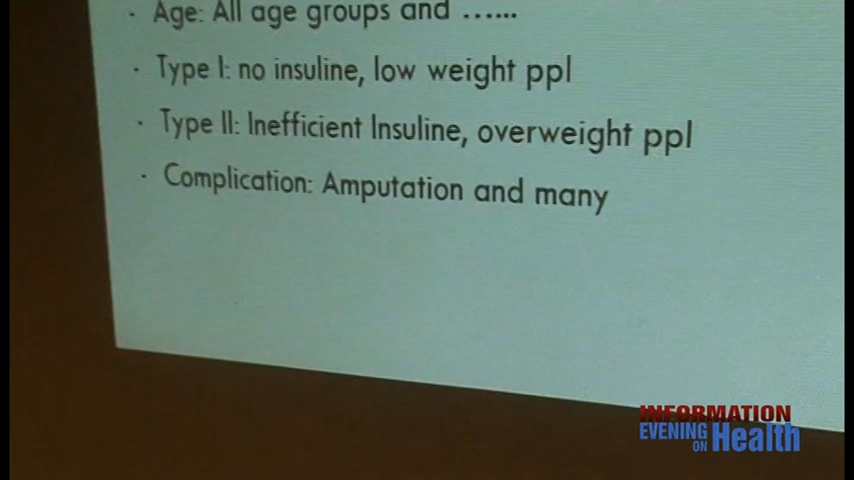 · Age: All age groups and ......
· Type I: no insuline, low weight ppl
· Type II: Inefficient Insuline, overweight ppl
· Complication: Amputation and many
INFORMATION
EVENING ON Health